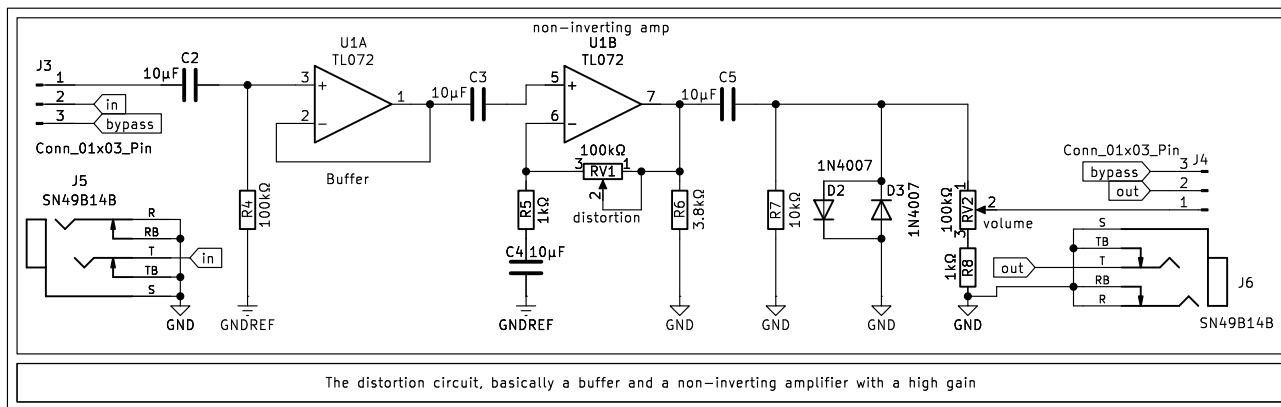 non-inverting amp
U1A
TL072
U1B
TL072
J3
1
2
3
in
bypass
Conn_01x03_Pin
C2
10µF
3
2
1
+
-
Buffer
C3
10µF
5
6
7
+
-
C5
10µF
100kΩ
3 RV1 1
2
distortion
R4
100kΩ
R5
1kΩ
C4 10µF
R6
3.8kΩ
R7
10kΩ
1N4007
D2
D3
1N4007
100kΩ
RV2
1
2
3
volume
1kΩ
R8
Conn_01x03_Pin
J4
bypass
out
3
2
1
J5
SN49B14B
R
RB
T
TB
S
in
GND
GNDREF
GNDREF
GND
GND
GND
GND
out
S
TB
T
RB
R
J6
SN49B14B
The distortion circuit, basically a buffer and a non-inverting amplifier with a high gain